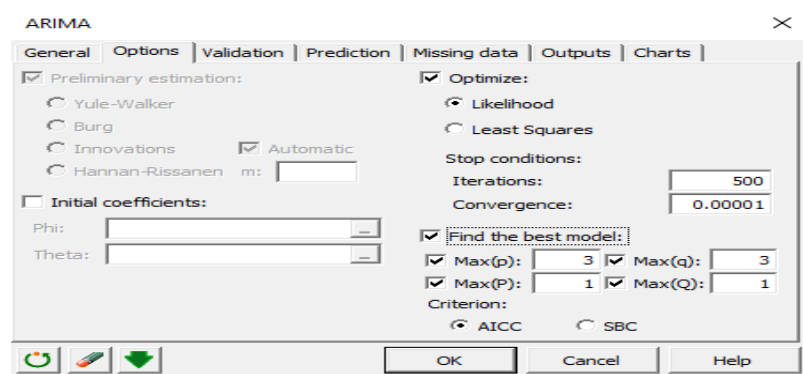 ARIMA
General Options Validation Prediction Missing data Outputs Charts
Preliminary estimation:
Yule-Walker
Burg
Innovations Automatic
Hannan-Rissanen m:
Initial coefficients:
Phi: ...
Theta: ...
Optimize:
Likelihood
Least Squares
Stop conditions:
Iterations: 500
Convergence: 0.00001
Find the best model:
Max(p): 3 Max(q): 3
Max(P): 1 Max(Q): 1
Criterion:
AICC SBC
OK Cancel Help